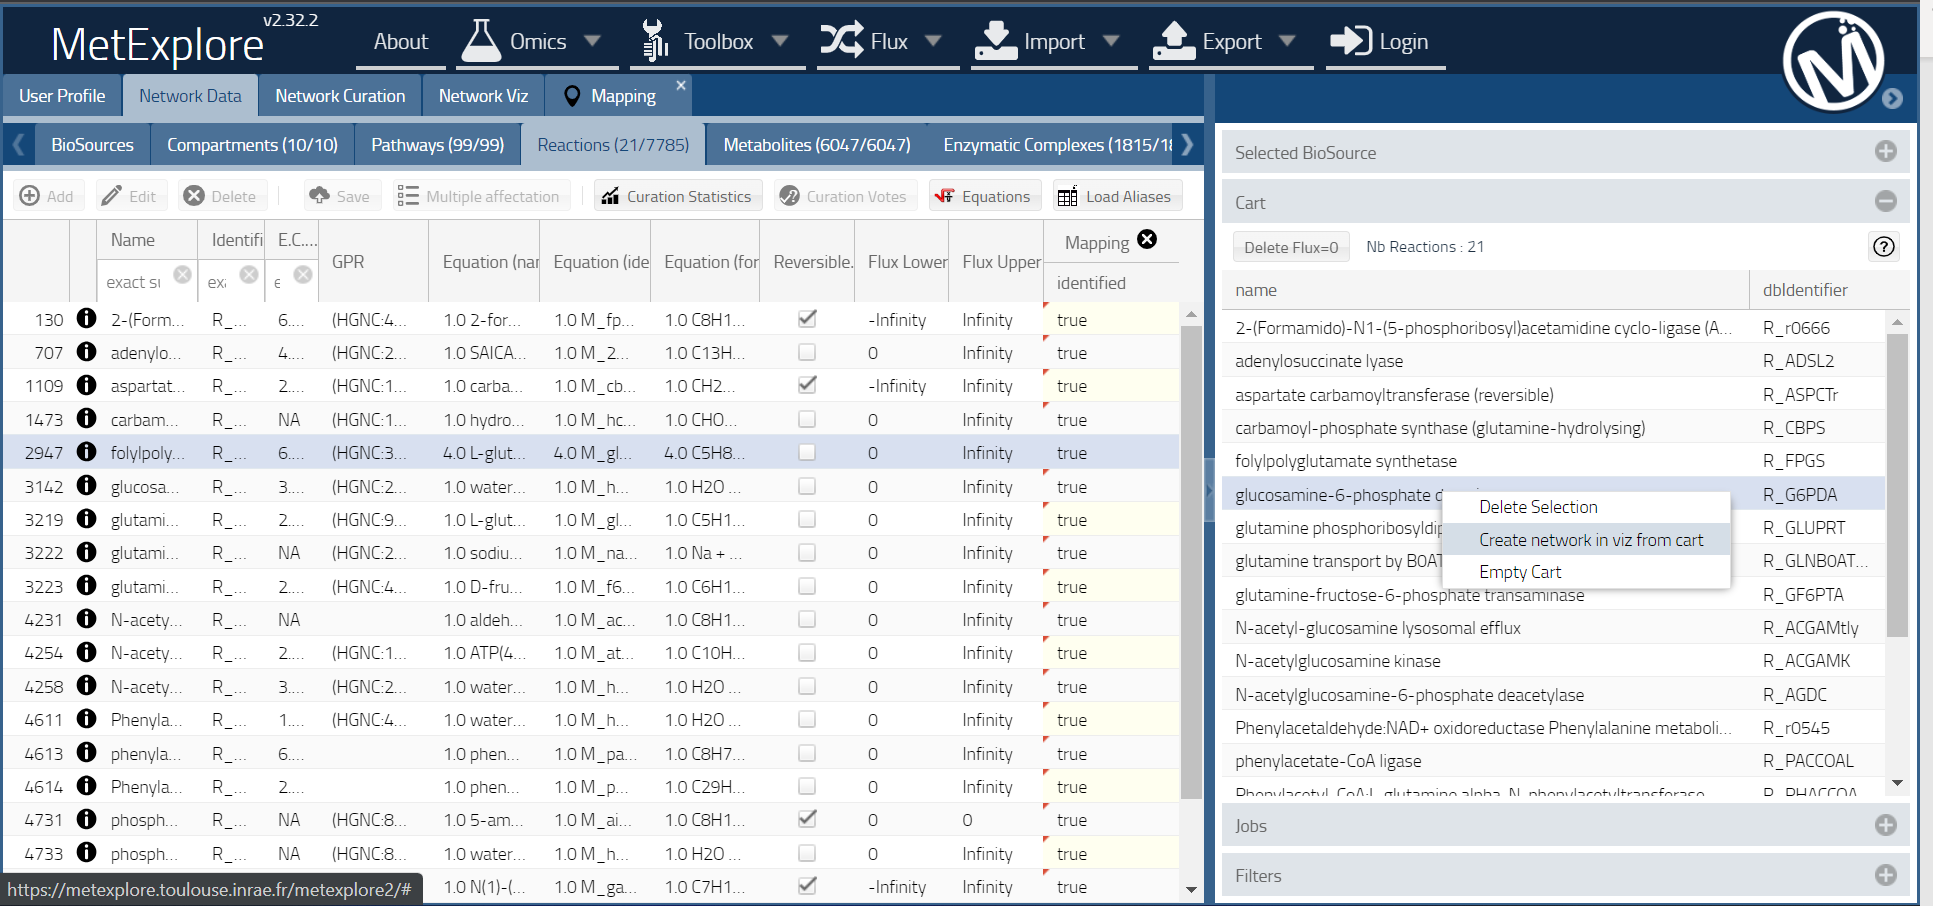 MetExplore v2.32.2 About Omics Toolbox Flux Import Export Login
User Profile Network Data Network Curation Network Viz Mapping
BioSources Compartments (10/10) Pathways (99/99) Reactions (21/7785) Metabolites (6047/6047) Enzymatic Complexes (1815/18
Add Edit Delete Save Multiple affectation Curation Statistics Curation Votes Equations Load Aliases
Name Identifi E.C.... GPR Equation (nar Equation (ide Equation (for Reversible. Flux Lower Flux Upper Mapping
exact su exa e identified
130 2-(Form... R_... 6.... (HGNC:4... 1.0 2-for... 1.0 M_fp... 1.0 C8H1... -Infinity Infinity true
707 adenylo... R_... 4.... (HGNC:2... 1.0 SAICA... 1.0 M_2... 1.0 C13H... 0 Infinity true
1109 aspartat... R_... 2.... (HGNC:1... 1.0 carba... 1.0 M_cb... 1.0 CH2... -Infinity Infinity true
1473 carbam... R_... NA (HGNC:1... 1.0 hydro... 1.0 M_hc... 1.0 CHO... 0 Infinity true
2947 folylpoly... R_... 6.... (HGNC:3... 4.0 L-glut... 4.0 M_gl... 4.0 C5H8... 0 Infinity true
3142 glucosa... R_... 3.... (HGNC:2... 1.0 water... 1.0 M_h... 1.0 H2O ... 0 Infinity true
3219 glutami... R_... 2.... (HGNC:9... 1.0 L-glut... 1.0 M_gl... 1.0 C5H1... 0 Infinity true
3222 glutami... R_... NA (HGNC:2... 1.0 sodiu... 1.0 M_na... 1.0 Na + ... 0 Infinity true
3223 glutami... R_... 2.... (HGNC:4... 1.0 D-fru... 1.0 M_f6... 1.0 C6H1... 0 Infinity true
4231 N-acety... R_... NA 1.0 aldeh... 1.0 M_ac... 1.0 C8H1... 0 Infinity true
4254 N-acety... R_... 2.... (HGNC:1... 1.0 ATP(4... 1.0 M_at... 1.0 C10H... 0 Infinity true
4258 N-acety... R_... 3.... (HGNC:2... 1.0 water... 1.0 M_h... 1.0 H2O ... 0 Infinity true
4611 Phenyla... R_... 1.... (HGNC:4... 1.0 water... 1.0 M_h... 1.0 H2O ... 0 Infinity true
4613 phenyla... R_... 6.... 1.0 phen... 1.0 M_pa... 1.0 C8H7... 0 Infinity true
4614 Phenyla... R_... 2.... 1.0 phen... 1.0 M_p... 1.0 C29H... 0 Infinity true
4731 phosph... R_... NA (HGNC:8... 1.0 5-am... 1.0 M_ai... 1.0 C8H1... 0 0 true
4733 phosph... R_... NA (HGNC:8... 1.0 water... 1.0 M_h... 1.0 H2O ... 0 Infinity true
1.0 N(1)-(... 1.0 M_ga... 1.0 C7H1... -Infinity Infinity true
https://metexplore.toulouse.inrae.fr/metexplore2/#
Selected BioSource
Cart
Delete Flux=0 Nb Reactions : 21
name dbIdentifier
2-(Formamido)-N1-(5-phosphoribosyl)acetamidine cyclo-ligase (A... R_r0666
adenylosuccinate lyase R_ADSL2
aspartate carbamoyltransferase (reversible) R_ASPCTr
carbamoyl-phosphate synthase (glutamine-hydrolysing) R_CBPS
folylpolyglutamate synthetase R_FPGS
glucosamine-6-phosphate d R_G6PDA
glutamine phosphoribosyldip R_GLUPRT
glutamine transport by B0AT R_GLNB0AT...
glutamine-fructose-6-phosphate transaminase R_GF6PTA
N-acetyl-glucosamine lysosomal efflux R_ACGAMtly
N-acetylglucosamine kinase R_ACGAMK
N-acetylglucosamine-6-phosphate deacetylase R_AGDC
Phenylacetaldehyde:NAD+ oxidoreductase Phenylalanine metaboli... R_r0545
phenylacetate-CoA ligase R_PACCOAL
Phenylacetyl-CoA:L-glutamine alpha-N-phenylacetyltransferase R_PHACCOA
Delete Selection
Create network in viz from cart
Empty Cart
Jobs
Filters